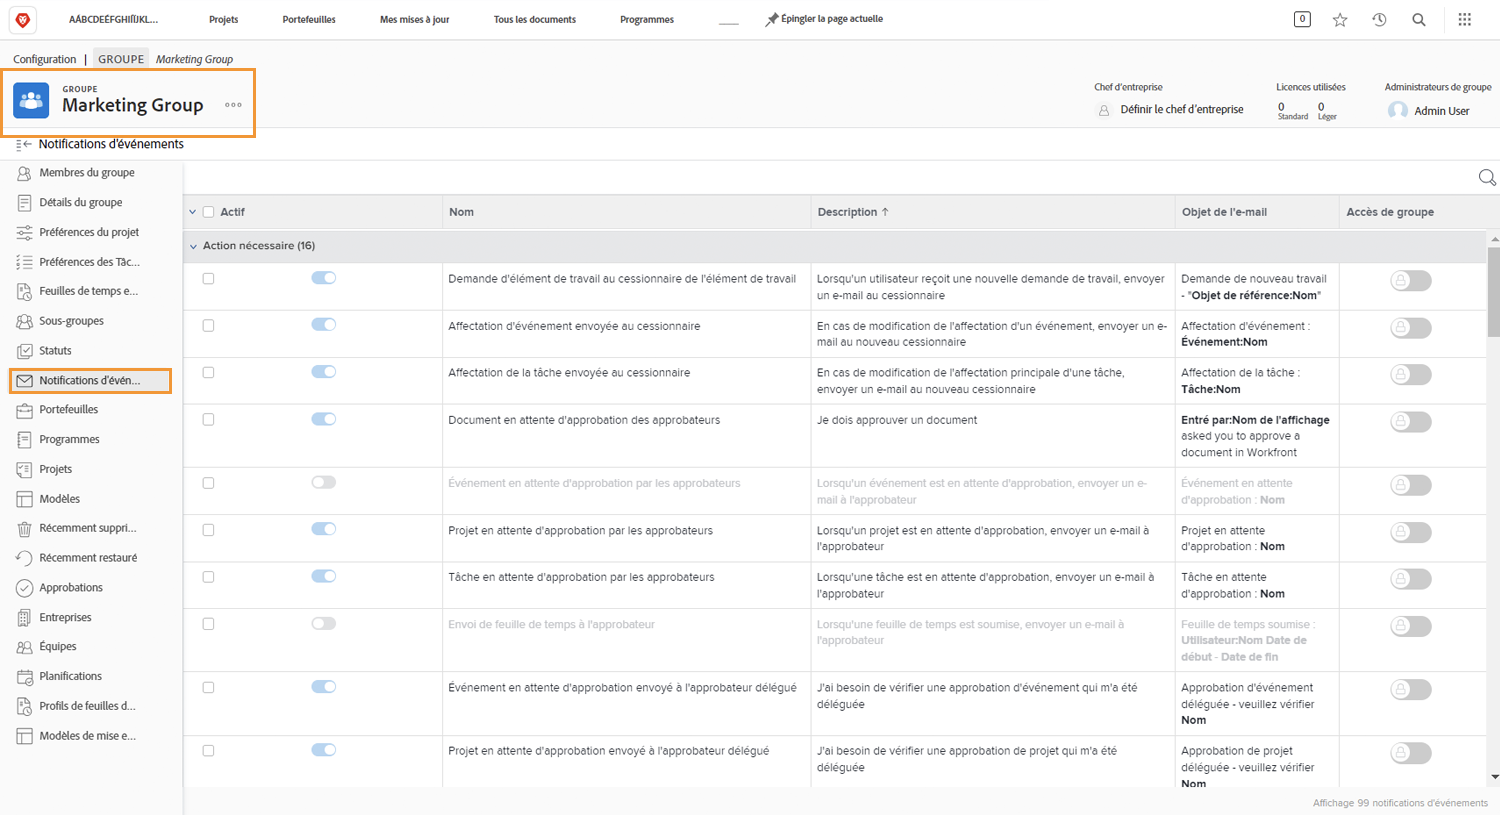 AÁBCDEÉFGHIÍÏJKL... Projets Portefeuilles Mes mises à jour Tous les documents Programmes Épingler la page actuelle 0
Configuration | GROUPE Marketing Group
GROUPE
Marketing Group
Chef d'entreprise
Définir le chef d'entreprise
Licences utilisées
0 0
Standard Léger
Administrateurs de groupe
Admin User
Notifications d'événements
Membres du groupe
Détails du groupe
Préférences du projet
Préférences des Tâc...
Feuilles de temps e...
Sous-groupes
Statuts
Notifications d'évén...
Portefeuilles
Programmes
Projets
Modèles
Récemment suppri...
Récemment restauré
Approbations
Entreprises
Équipes
Planifications
Profils de feuilles d...
Modèles de mise e...
Actif Nom Description ↑ Objet de l'e-mail Accès de groupe
Action nécessaire (16)
Demande d'élément de travail au cessionnaire de l'élément de travail
Lorsqu'un utilisateur reçoit une nouvelle demande de travail, envoyer
un e-mail au cessionnaire
Demande de nouveau travail
- "Objet de référence:Nom"
Affectation d'événement envoyée au cessionnaire
En cas de modification de l'affectation d'un événement, envoyer un e-
mail au nouveau cessionnaire
Affectation d'événement :
Événement:Nom
Affectation de la tâche envoyée au cessionnaire
En cas de modification de l'affectation principale d'une tâche,
envoyer un e-mail au nouveau cessionnaire
Affectation de la tâche :
Tâche:Nom
Document en attente d'approbation des approbateurs
Je dois approuver un document
Entré par:Nom de l'affichage
asked you to approve a
document in Workfront
Événement en attente d'approbation par les approbateurs
Lorsqu'un événement est en attente d'approbation, envoyer un e-
mail à l'approbateur
Événement en attente
d'approbation : Nom
Projet en attente d'approbation par les approbateurs
Lorsqu'un projet est en attente d'approbation, envoyer un e-mail à
l'approbateur
Projet en attente
d'approbation : Nom
Tâche en attente d'approbation par les approbateurs
Lorsqu'une tâche est en attente d'approbation, envoyer un e-mail à
l'approbateur
Tâche en attente
d'approbation : Nom
Envoi de feuille de temps à l'approbateur
Lorsqu'une feuille de temps est soumise, envoyer un e-mail à
l'approbateur
Feuille de temps soumise :
Utilisateur:Nom Date de
début - Date de fin
Événement en attente d'approbation envoyé à l'approbateur délégué
J'ai besoin de vérifier une approbation d'événement qui m'a été
déléguée
Approbation d'événement
déléguée - veuillez vérifier
Nom
Projet en attente d'approbation envoyé à l'approbateur délégué
J'ai besoin de vérifier une approbation de projet qui m'a été
déléguée
Approbation de projet
déléguée - veuillez vérifier
Nom
Affichage 99 notifications d'événements